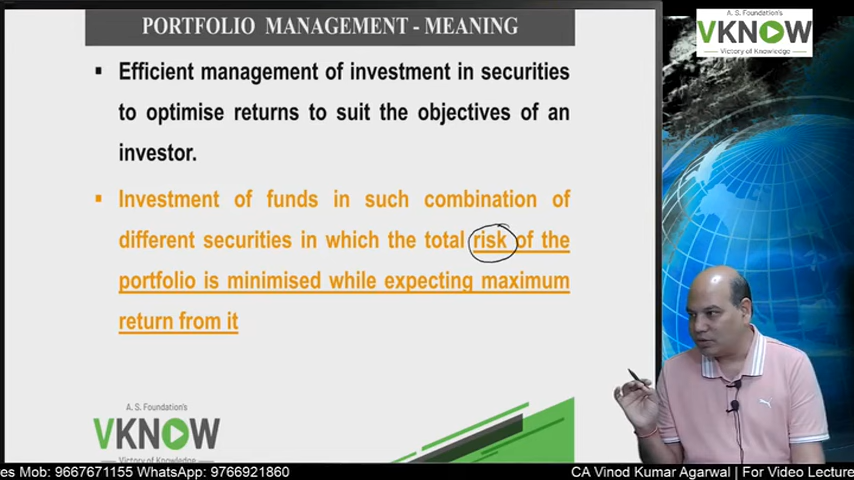 PORTFOLIO MANAGEMENT - MEANING
A. S. Foundation's
VKNOW
Victory of Knowledge
▪ Efficient management of investment in securities
to optimise returns to suit the objectives of an
investor.
▪ Investment of funds in such combination of
different securities in which the total risk of the
portfolio is minimised while expecting maximum
return from it
A. S. Foundation's
VKNOW
Victory of Knowledge
es Mob: 9667671155 WhatsApp: 9766921860
CA Vinod Kumar Agarwal | For Video Lecture